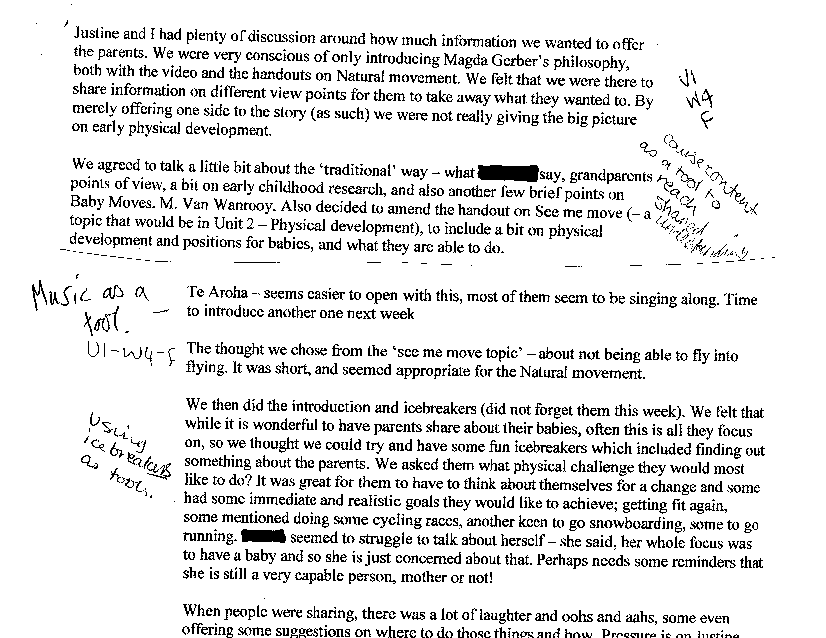 Justine and I had plenty of discussion around how much information we wanted to offer
the parents. We were very conscious of only introducing Magda Gerber's philosophy,
both with the video and the handouts on Natural movement. We felt that we were there to
share information on different view points for them to take away what they wanted to. By
merely offering one side to the story (as such) we were not really giving the big picture
on early physical development.
U1
W4
F
We agreed to talk a little bit about the 'traditional' way – what say, grandparents
points of view, a bit on early childhood research, and also another few brief points on
Baby Moves. M. Van Wanrooy. Also decided to amend the handout on See me move (– a
topic that would be in Unit 2 – Physical development), to include a bit on physical
development and positions for babies, and what they are able to do.
content
as a tool to
reach
shared
understanding
Music as a
tool. –
U1-W4-F
Te Aroha – seems easier to open with this, most of them seem to be singing along. Time
to introduce another one next week
The thought we chose from the 'see me move topic' – about not being able to fly into
flying. It was short, and seemed appropriate for the Natural movement.
Using
icebreakers
as tools.
We then did the introduction and icebreakers (did not forget them this week). We felt that
while it is wonderful to have parents share about their babies, often this is all they focus
on, so we thought we could try and have some fun icebreakers which included finding out
something about the parents. We asked them what physical challenge they would most
like to do? It was great for them to have to think about themselves for a change and some
had some immediate and realistic goals they would like to achieve; getting fit again,
some mentioned doing some cycling races, another keen to go snowboarding, some to go
running. seemed to struggle to talk about herself – she said, her whole focus was
to have a baby and so she is just concerned about that. Perhaps needs some reminders that
she is still a very capable person, mother or not!
When people were sharing, there was a lot of laughter and oohs and aahs, some even
offering some suggestions on where to do those things and how. Pressure is on Justine